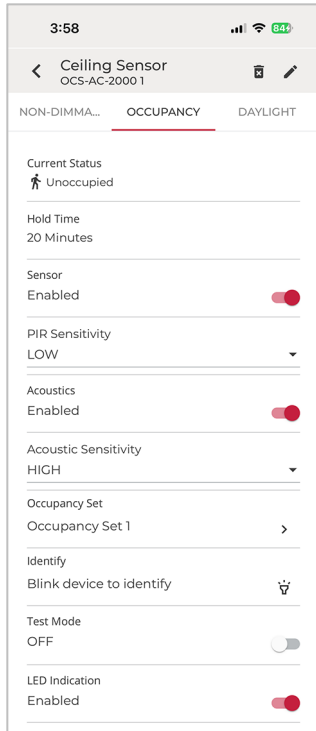 3:58
84
Ceiling Sensor
OCS-AC-2000 1
NON-DIMMA... OCCUPANCY DAYLIGHT
Current Status
Unoccupied
Hold Time
20 Minutes
Sensor
Enabled
PIR Sensitivity
LOW
Acoustics
Enabled
Acoustic Sensitivity
HIGH
Occupancy Set
Occupancy Set 1
Identify
Blink device to identify
Test Mode
OFF
LED Indication
Enabled